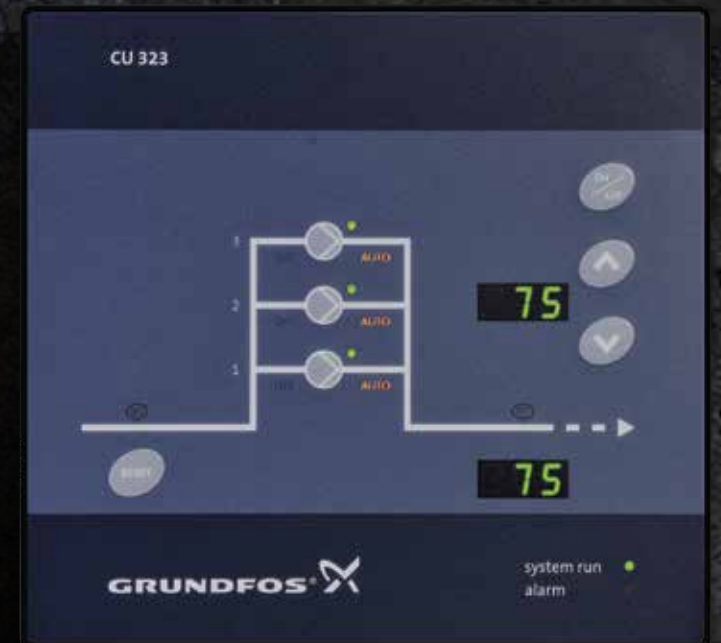 CU 323
3
AUTO
75
2
AUTO
1
AUTO
RESET
75
GRUNDFOS
system run
alarm